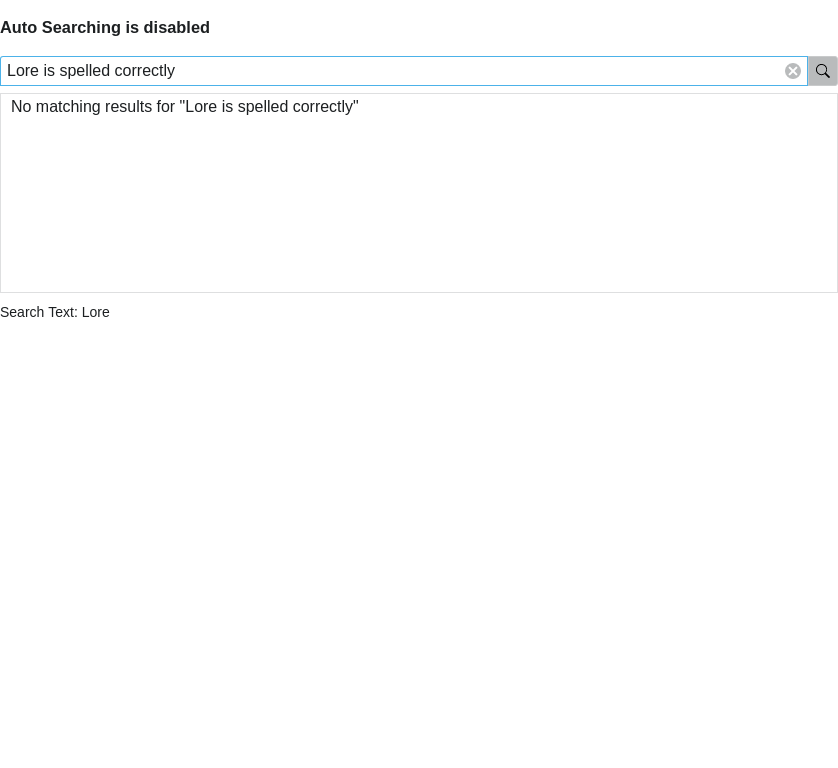 Auto Searching is disabled
Lore is spelled correctly
No matching results for "Lore is spelled correctly"
Search Text: Lore